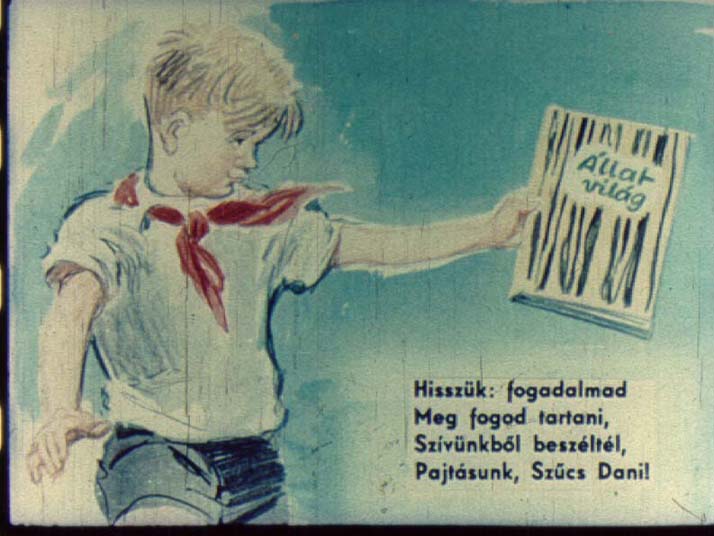 Állat
világ
Hisszük: fogadalmad
Meg fogod tartani,
Szívünkből beszéltél,
Pajtásunk, Szűcs Dani!